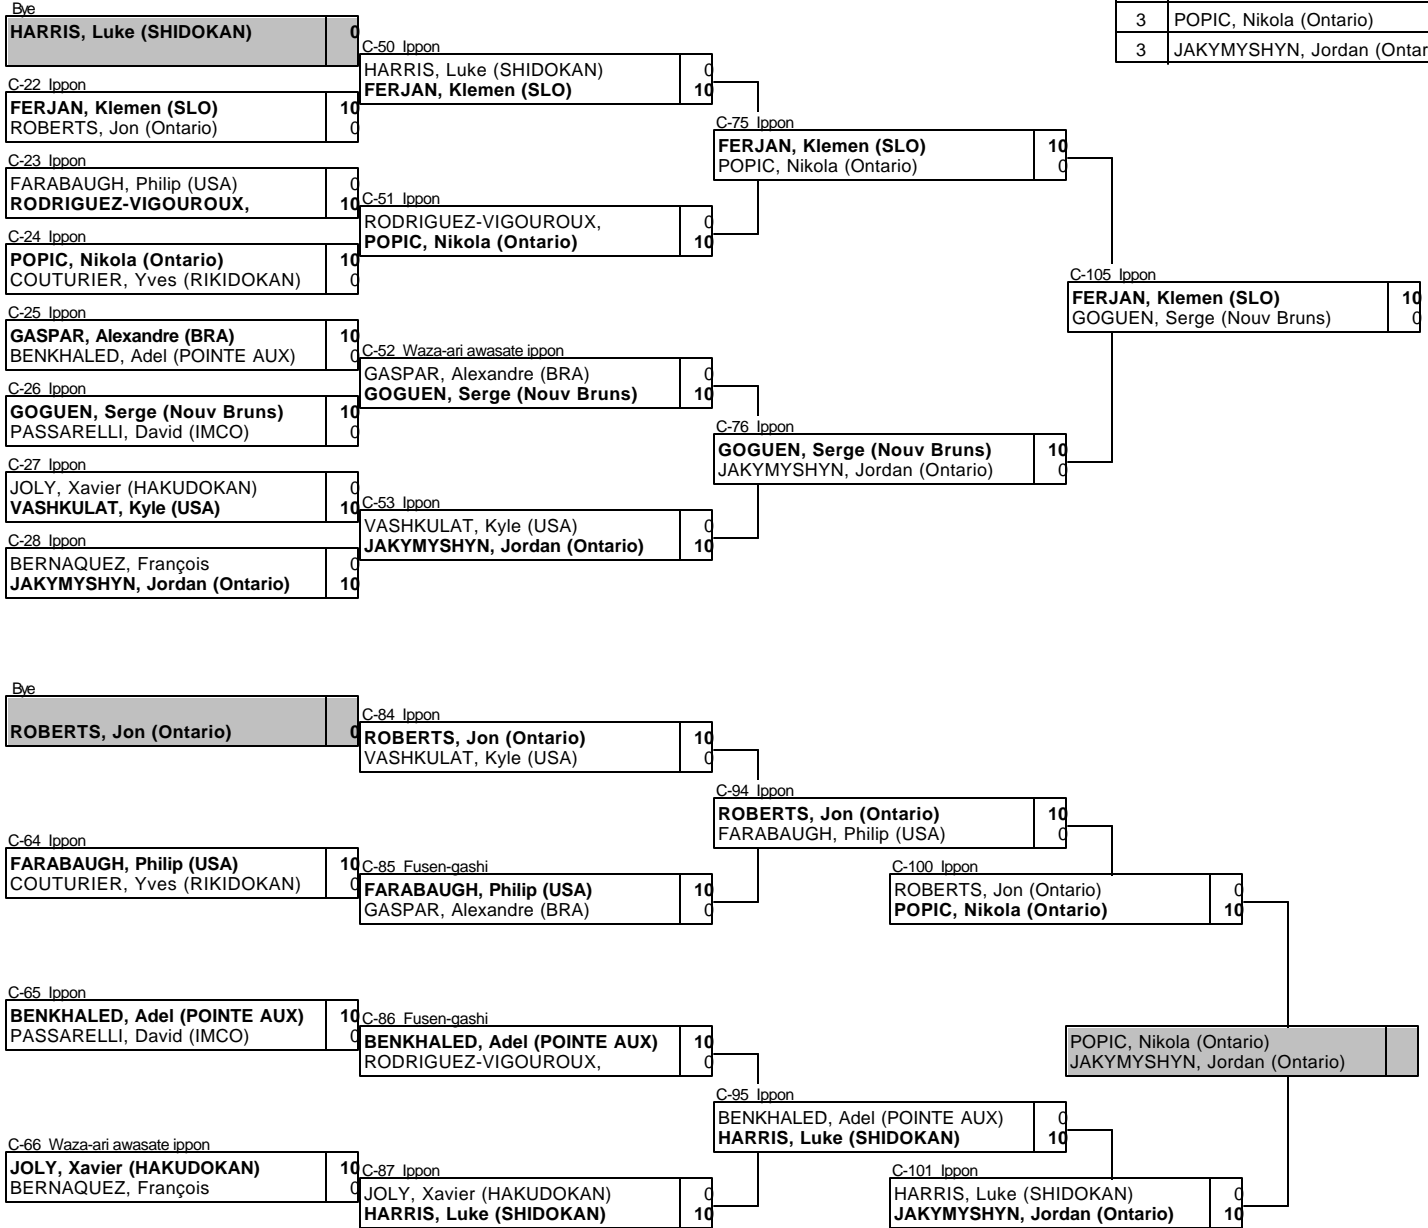 3 POPIC, Nikola (Ontario)
3 JAKYMYSHYN, Jordan (Ontar
Bye
HARRIS, Luke (SHIDOKAN) 0
C-22 Ippon
FERJAN, Klemen (SLO) 10
ROBERTS, Jon (Ontario) 0
C-23 Ippon
FARABAUGH, Philip (USA) 0
RODRIGUEZ-VIGOUROUX, 10
C-24 Ippon
POPIC, Nikola (Ontario) 10
COUTURIER, Yves (RIKIDOKAN) 0
C-25 Ippon
GASPAR, Alexandre (BRA) 10
BENKHALED, Adel (POINTE AUX) 0
C-26 Ippon
GOGUEN, Serge (Nouv Bruns) 10
PASSARELLI, David (IMCO) 0
C-27 Ippon
JOLY, Xavier (HAKUDOKAN) 0
VASHKULAT, Kyle (USA) 10
C-28 Ippon
BERNAQUEZ, François 0
JAKYMYSHYN, Jordan (Ontario) 10
C-50 Ippon
HARRIS, Luke (SHIDOKAN) 0
FERJAN, Klemen (SLO) 10
C-51 Ippon
RODRIGUEZ-VIGOUROUX, 0
POPIC, Nikola (Ontario) 10
C-52 Waza-ari awasate ippon
GASPAR, Alexandre (BRA) 0
GOGUEN, Serge (Nouv Bruns) 10
C-53 Ippon
VASHKULAT, Kyle (USA) 0
JAKYMYSHYN, Jordan (Ontario) 10
C-75 Ippon
FERJAN, Klemen (SLO) 10
POPIC, Nikola (Ontario) 0
C-76 Ippon
GOGUEN, Serge (Nouv Bruns) 10
JAKYMYSHYN, Jordan (Ontario) 0
C-105 Ippon
FERJAN, Klemen (SLO) 10
GOGUEN, Serge (Nouv Bruns) 0
Bye
ROBERTS, Jon (Ontario) 0
C-64 Ippon
FARABAUGH, Philip (USA) 10
COUTURIER, Yves (RIKIDOKAN) 0
C-65 Ippon
BENKHALED, Adel (POINTE AUX) 10
PASSARELLI, David (IMCO) 0
C-66 Waza-ari awasate ippon
JOLY, Xavier (HAKUDOKAN) 10
BERNAQUEZ, François 0
C-84 Ippon
ROBERTS, Jon (Ontario) 10
VASHKULAT, Kyle (USA) 0
C-85 Fusen-gashi
FARABAUGH, Philip (USA) 10
GASPAR, Alexandre (BRA) 0
C-86 Fusen-gashi
BENKHALED, Adel (POINTE AUX) 10
RODRIGUEZ-VIGOUROUX, 0
C-87 Ippon
JOLY, Xavier (HAKUDOKAN) 0
HARRIS, Luke (SHIDOKAN) 10
C-94 Ippon
ROBERTS, Jon (Ontario) 10
FARABAUGH, Philip (USA) 0
C-95 Ippon
BENKHALED, Adel (POINTE AUX) 0
HARRIS, Luke (SHIDOKAN) 10
C-100 Ippon
ROBERTS, Jon (Ontario) 0
POPIC, Nikola (Ontario) 10
C-101 Ippon
HARRIS, Luke (SHIDOKAN) 0
JAKYMYSHYN, Jordan (Ontario) 10
POPIC, Nikola (Ontario)
JAKYMYSHYN, Jordan (Ontario)